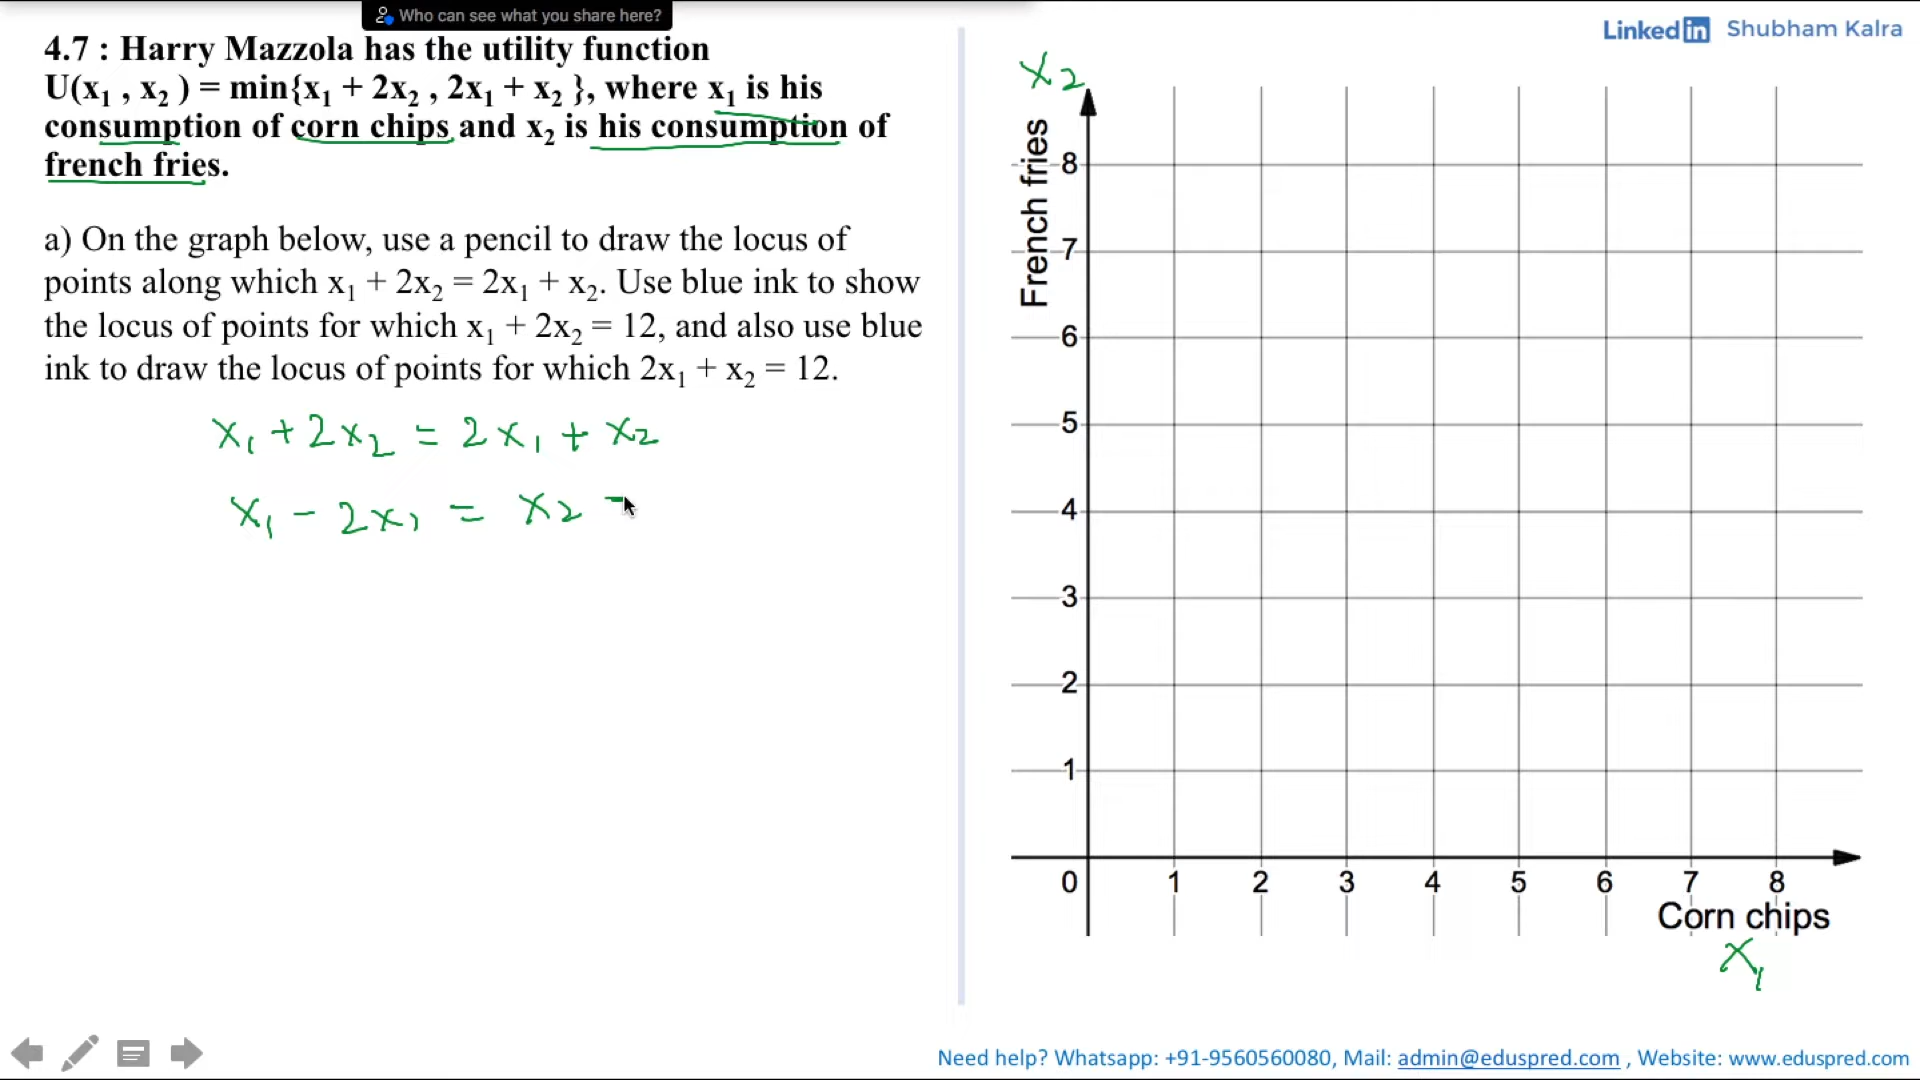 Who can see what you share here?
4.7 : Harry Mazzola has the utility function
U(x₁ , x₂ ) = min{x₁ + 2x₂ , 2x₁ + x₂ }, where x₁ is his
consumption of corn chips and x₂ is his consumption of
french fries.
a) On the graph below, use a pencil to draw the locus of
points along which x₁ + 2x₂ = 2x₁ + x₂. Use blue ink to show
the locus of points for which x₁ + 2x₂ = 12, and also use blue
ink to draw the locus of points for which 2x₁ + x₂ = 12.
x₁ + 2x₂ = 2x₁ + x₂
x₁ - 2x₁ = x₂ -
Linked in Shubham Kalra
x₂
French fries
8
7
6
5
4
3
2
1
0 1 2 3 4 5 6 7 8
Corn chips
x₁
Need help? Whatsapp: +91-9560560080, Mail: admin@eduspred.com , Website: www.eduspred.com